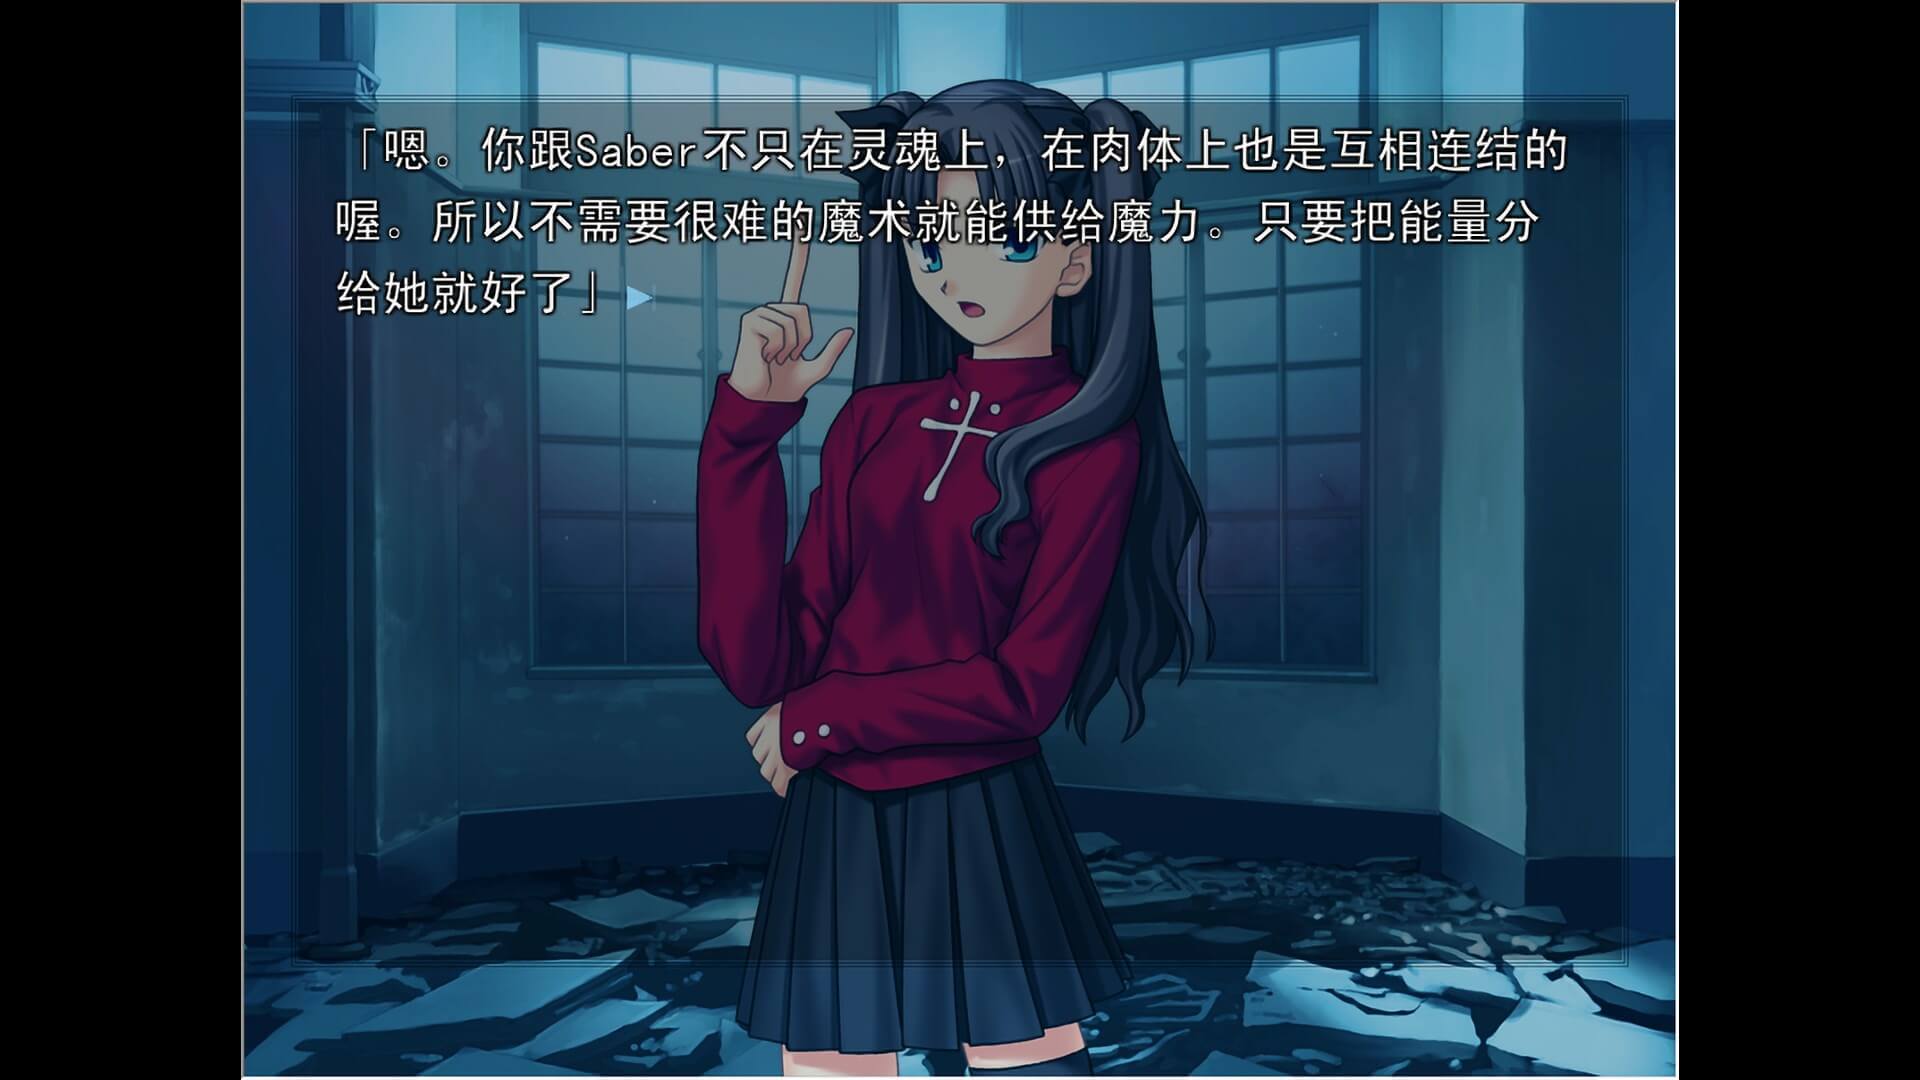 「嗯。你跟Saber不只在灵魂上，在肉体上也是互相连结的
喔。所以不需要很难的魔术就能供给魔力。只要把能量分
给她就好了」